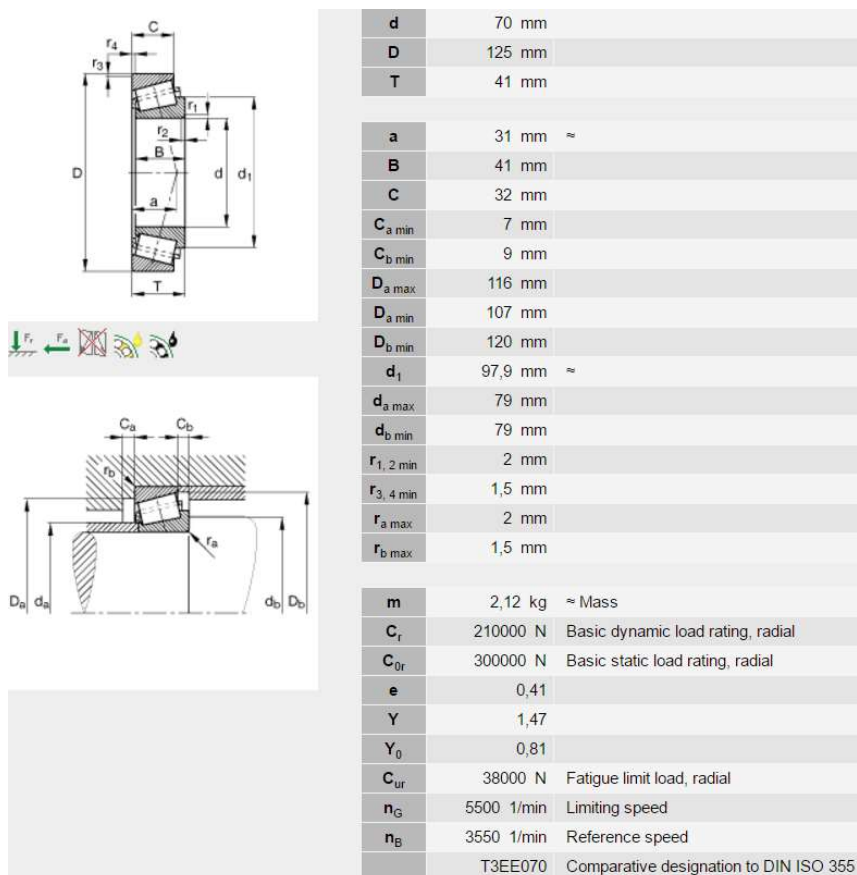 C
r4
r3
r1
r2
B
D
d
d1
a
T
Fr
Fa
Ca
Cb
rb
ra
Da
da
db
Db
d 70 mm
D 125 mm
T 41 mm
a 31 mm ≈
B 41 mm
C 32 mm
Ca min 7 mm
Cb min 9 mm
Da max 116 mm
Da min 107 mm
Db min 120 mm
d1 97,9 mm ≈
da max 79 mm
db min 79 mm
r1, 2 min 2 mm
r3, 4 min 1,5 mm
ra max 2 mm
rb max 1,5 mm
m 2,12 kg ≈ Mass
Cr 210000 N Basic dynamic load rating, radial
C0r 300000 N Basic static load rating, radial
e 0,41
Y 1,47
Y0 0,81
Cur 38000 N Fatigue limit load, radial
nG 5500 1/min Limiting speed
nB 3550 1/min Reference speed
T3EE070 Comparative designation to DIN ISO 355